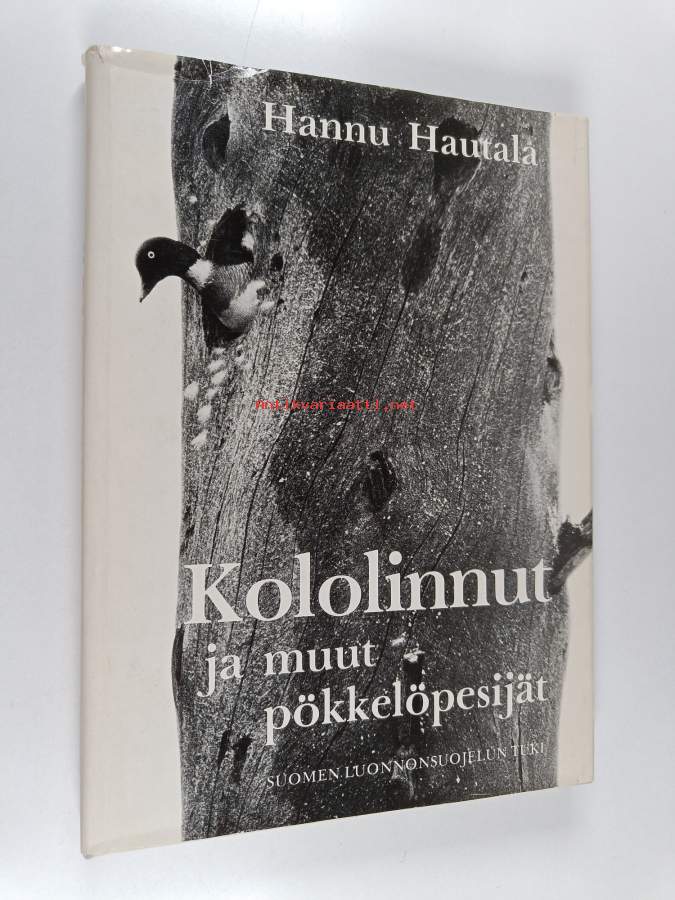 Hannu Hautala
Antikvariaatti.net
Kololinnut
ja muut
pökkelöpesijät
SUOMEN LUONNONSUOJELUN TUKI